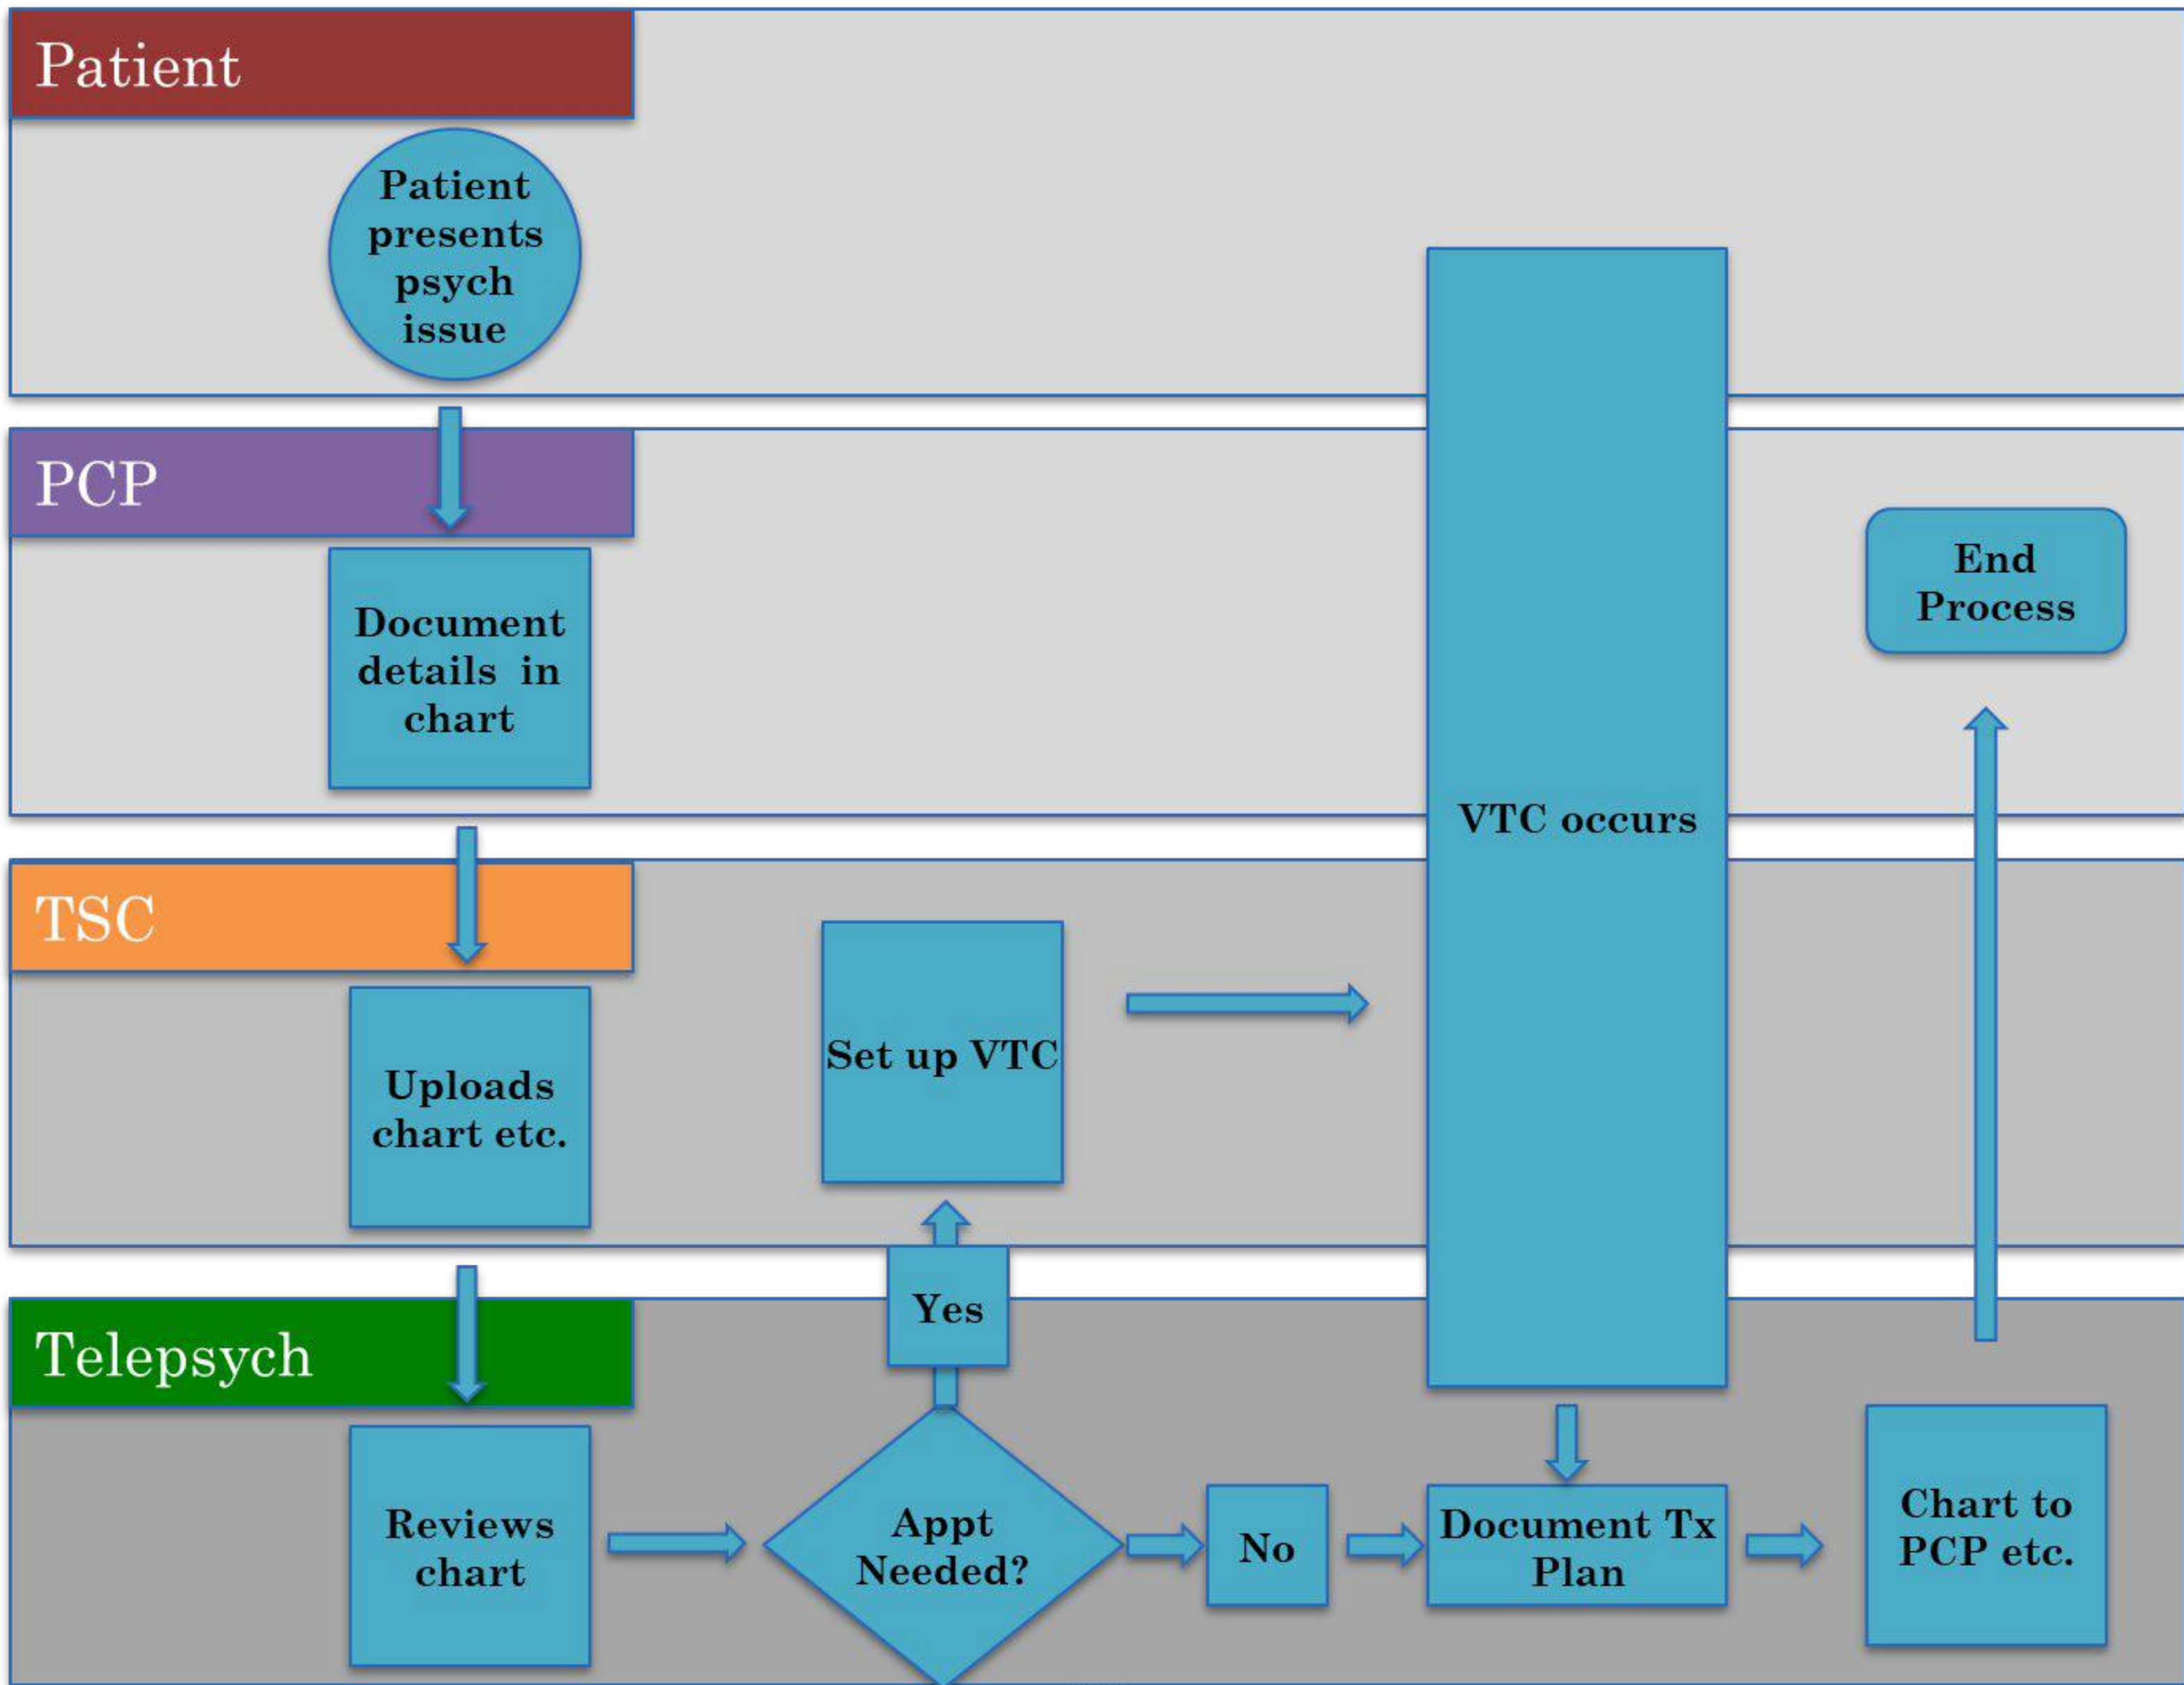 Patient
Patient
presents
psych
issue
PCP
Document
details in
chart
End
Process
VTC occurs
TSC
Uploads
chart etc.
Set up VTC
Yes
Telepsych
Reviews
chart
Appt
Needed?
No
Document Tx
Plan
Chart to
PCP etc.